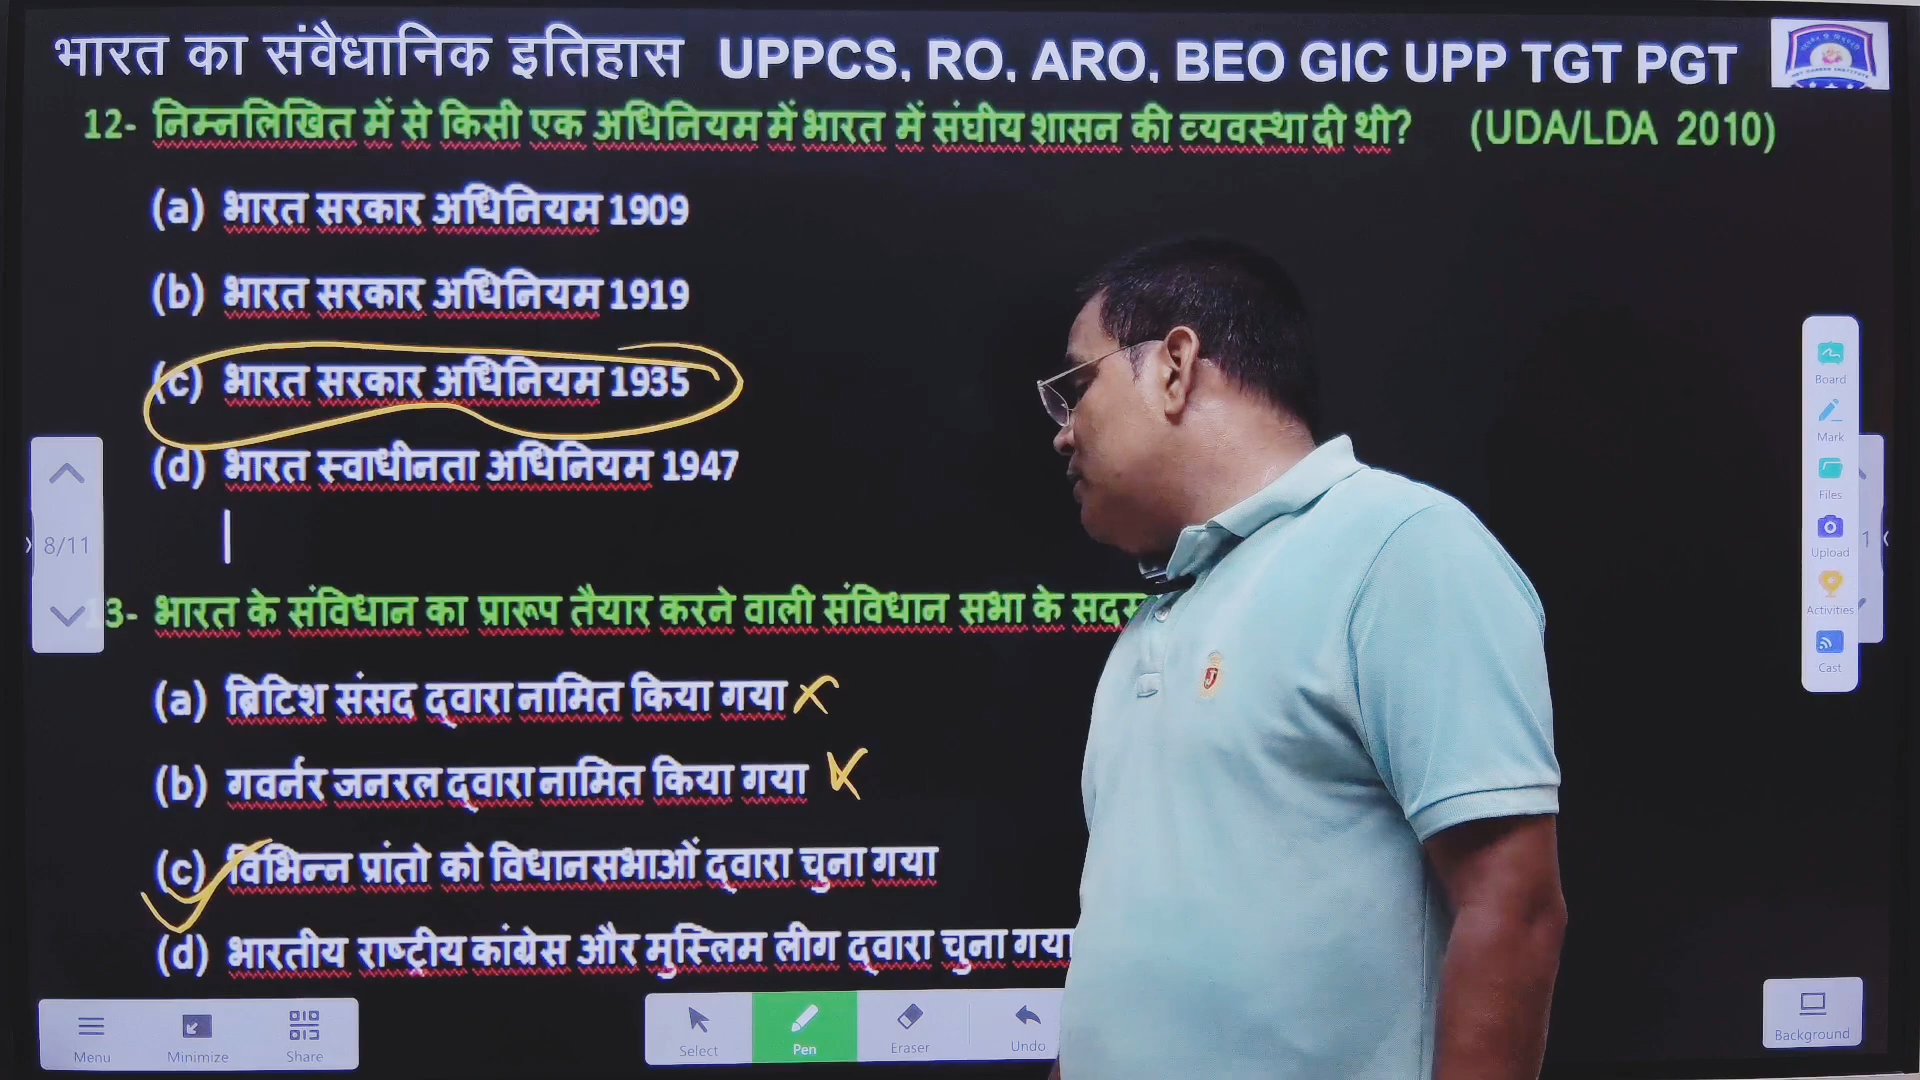 भारत का संवैधानिक इतिहास UPPCS, RO, ARO, BEO GIC UPP TGT PGT
12- निम्नलिखित में से किसी एक अधिनियम में भारत में संघीय शासन की व्यवस्था दी थी? (UDA/LDA 2010)
(a) भारत सरकार अधिनियम 1909
(b) भारत सरकार अधिनियम 1919
(c) भारत सरकार अधिनियम 1935
(d) भारत स्वाधीनता अधिनियम 1947
8/11
3- भारत के संविधान का प्रारूप तैयार करने वाली संविधान सभा के
(a) ब्रिटिश संसद द्वारा नामित किया गया
(b) गवर्नर जनरल द्वारा नामित किया गया
(c) विभिन्न प्रांतो को विधानसभाओं द्वारा चुना गया
(d) भारतीय राष्ट्रीय कांग्रेस और मुस्लिम लीग द्वारा चुना गया
Board
Mark
Files
Upload
1
Activities
Cast
Menu
Minimize
Share
Select
Pen
Eraser
Undo
Background